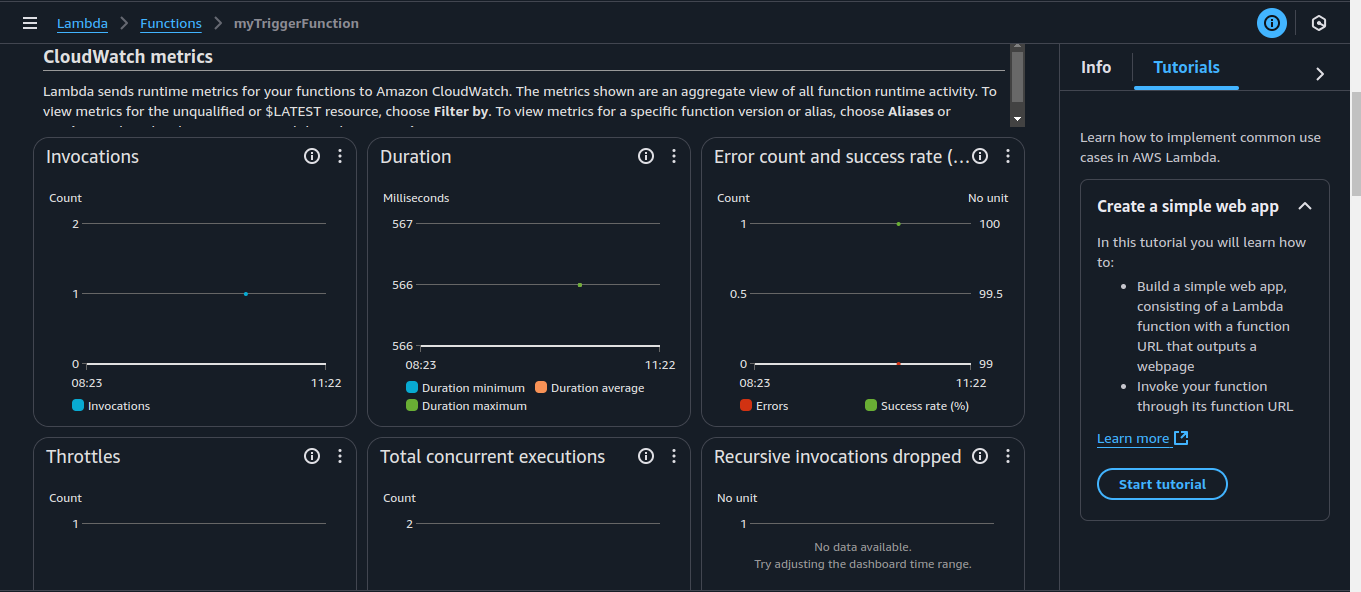 Lambda > Functions > myTriggerFunction
CloudWatch metrics
Lambda sends runtime metrics for your functions to Amazon CloudWatch. The metrics shown are an aggregate view of all function runtime activity. To
view metrics for the unqualified or $LATEST resource, choose Filter by. To view metrics for a specific function version or alias, choose Aliases or
Invocations
Count
2
1
0
08:23 11:22
Invocations
Duration
Milliseconds
567
566
566
08:23 11:22
Duration minimum Duration average
Duration maximum
Error count and success rate (...
Count No unit
1 100
0.5 99.5
0 99
08:23 11:22
Errors Success rate (%)
Throttles
Count
1
Total concurrent executions
Count
2
Recursive invocations dropped
No unit
1
No data available.
Try adjusting the dashboard time range.
Info Tutorials
Learn how to implement common use
cases in AWS Lambda.
Create a simple web app
In this tutorial you will learn how
to:
• Build a simple web app,
consisting of a Lambda
function with a function
URL that outputs a
webpage
• Invoke your function
through its function URL
Learn more
Start tutorial